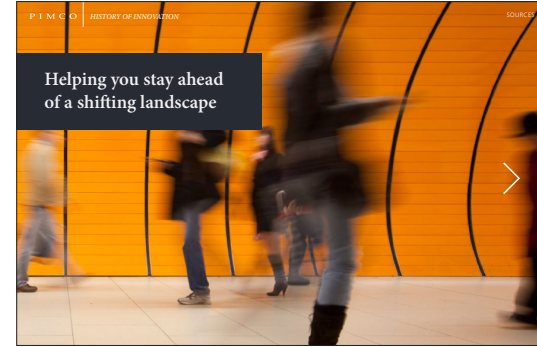 PIMCO HISTORY OF INNOVATION
SOURCES
Helping you stay ahead
of a shifting landscape